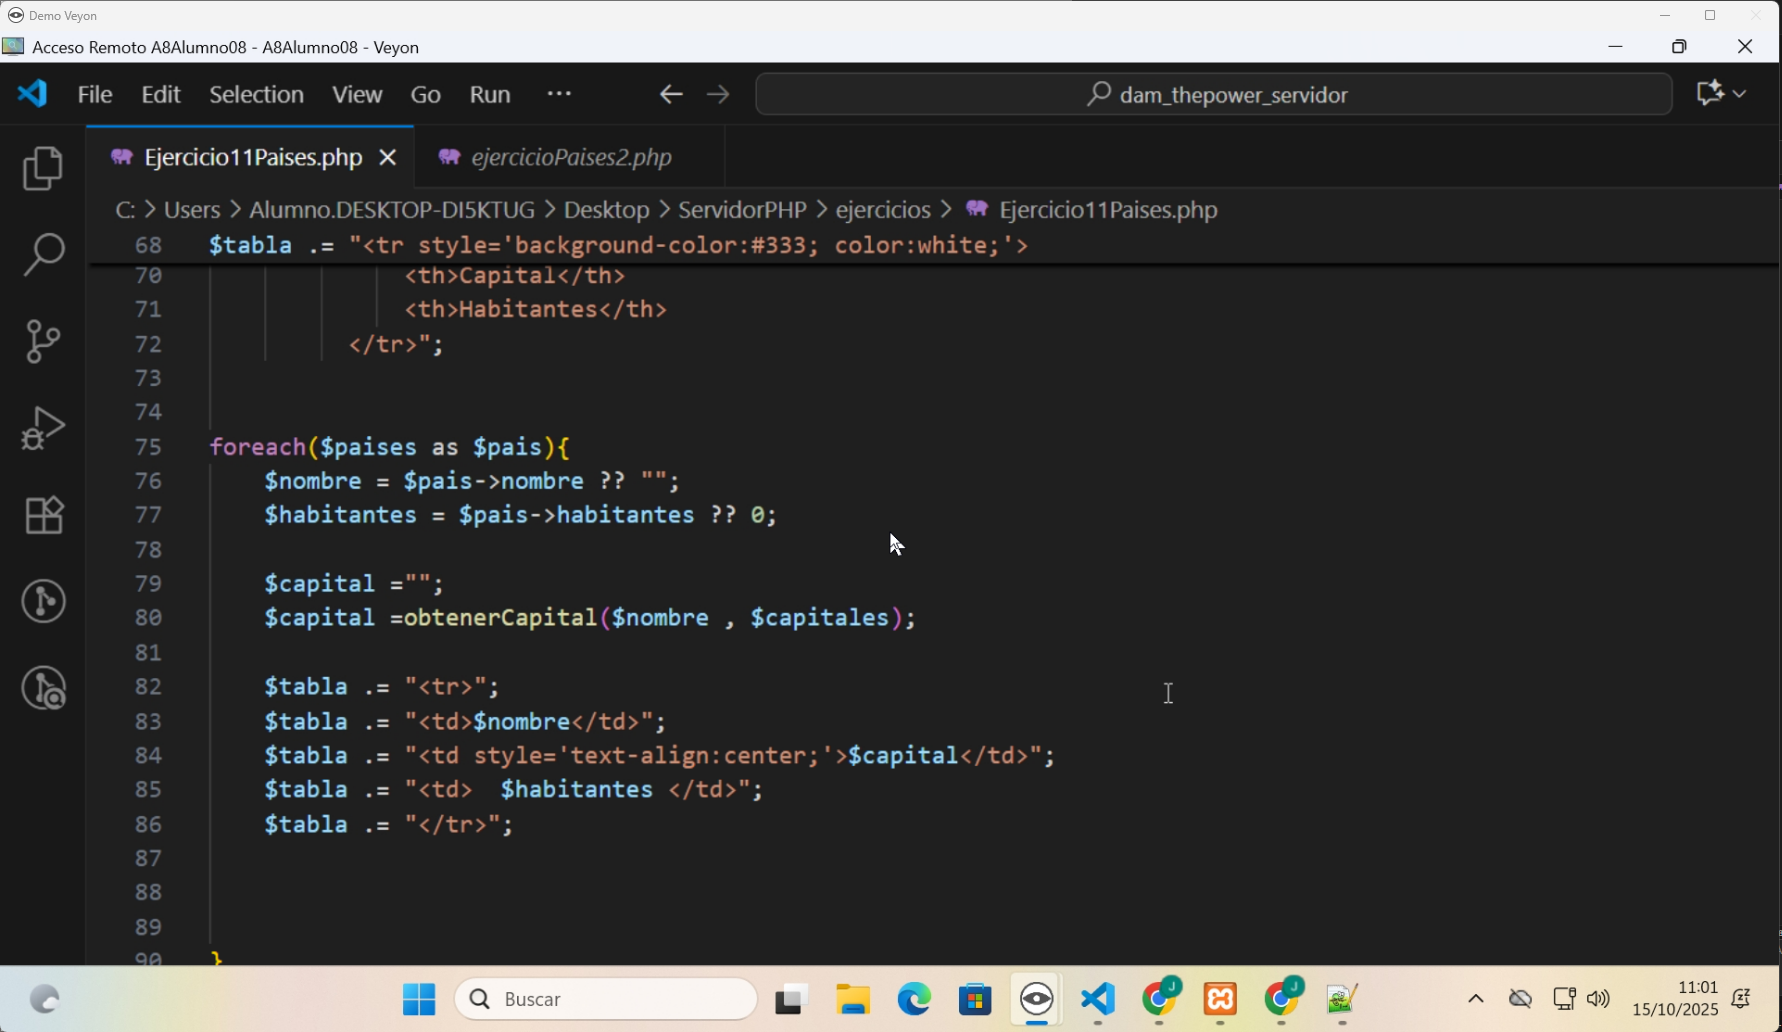 Demo Veyon
Acceso Remoto A8Alumno08 - A8Alumno08 - Veyon
File Edit Selection View Go Run ··· dam_thepower_servidor
Ejercicio11Paises.php ejercicioPaises2.php
C: > Users > Alumno.DESKTOP-DI5KTUG > Desktop > ServidorPHP > ejercicios > Ejercicio11Paises.php
68 $tabla .= "<tr style='background-color:#333; color:white;'>
70 <th>Capital</th>
71 <th>Habitantes</th>
72 </tr>";
73
74
75 foreach($paises as $pais){
76 $nombre = $pais->nombre ?? "";
77 $habitantes = $pais->habitantes ?? 0;
78
79 $capital ="";
80 $capital =obtenerCapital($nombre , $capitales);
81
82 $tabla .= "<tr>";
83 $tabla .= "<td>$nombre</td>";
84 $tabla .= "<td style='text-align:center;'>$capital</td>";
85 $tabla .= "<td>  $habitantes </td>";
86 $tabla .= "</tr>";
87
88
89
90 }
Buscar
J
J
11:01
15/10/2025